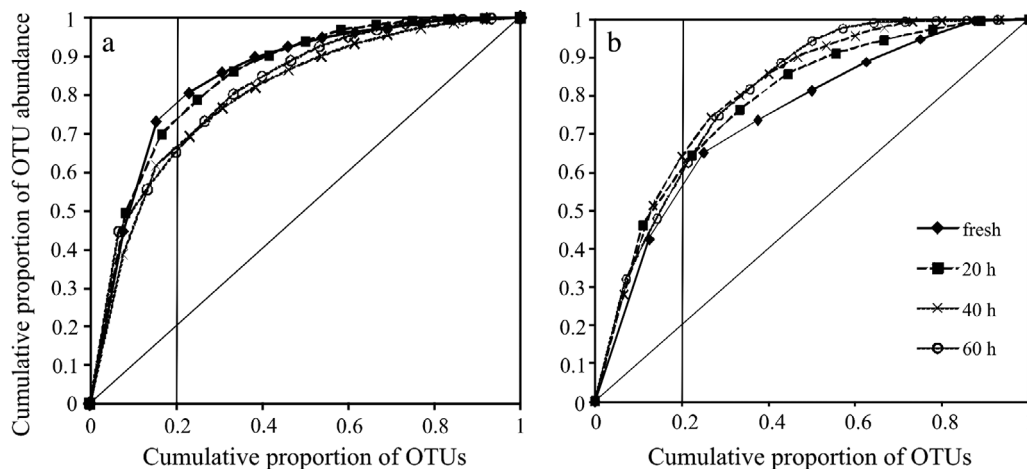 a
Cumulative proportion of OTU abundance
1
0.9
0.8
0.7
0.6
0.5
0.4
0.3
0.2
0.1
0
0 0.2 0.4 0.6 0.8 1
Cumulative proportion of OTUs
b
1
0.9
0.8
0.7
0.6
0.5
0.4
0.3
0.2
0.1
0
0 0.2 0.4 0.6 0.8
Cumulative proportion of OTUs
fresh
20 h
40 h
60 h